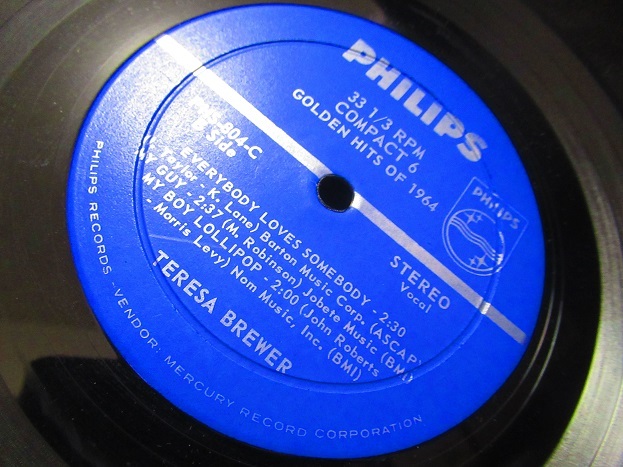 PHILIPS
33 1/3 RPM
COMPACT 6
GOLDEN HITS OF 1964
804-C
Side
PHILIPS
STEREO
Vocal
EVERYBODY LOVES SOMEBODY - 2:30
Taylor - K. Lane) Barton Music Corp. (ASCAP)
GUY - 2:37 (M. Robinson) Jobete Music (BMI)
MY BOY LOLLIPOP - 2:00 (John Roberts
- Morris Levy) Nom Music, Inc. (BMI)
TERESA BREWER
PHILIPS RECORDS - VENDOR: MERCURY RECORD CORPORATION